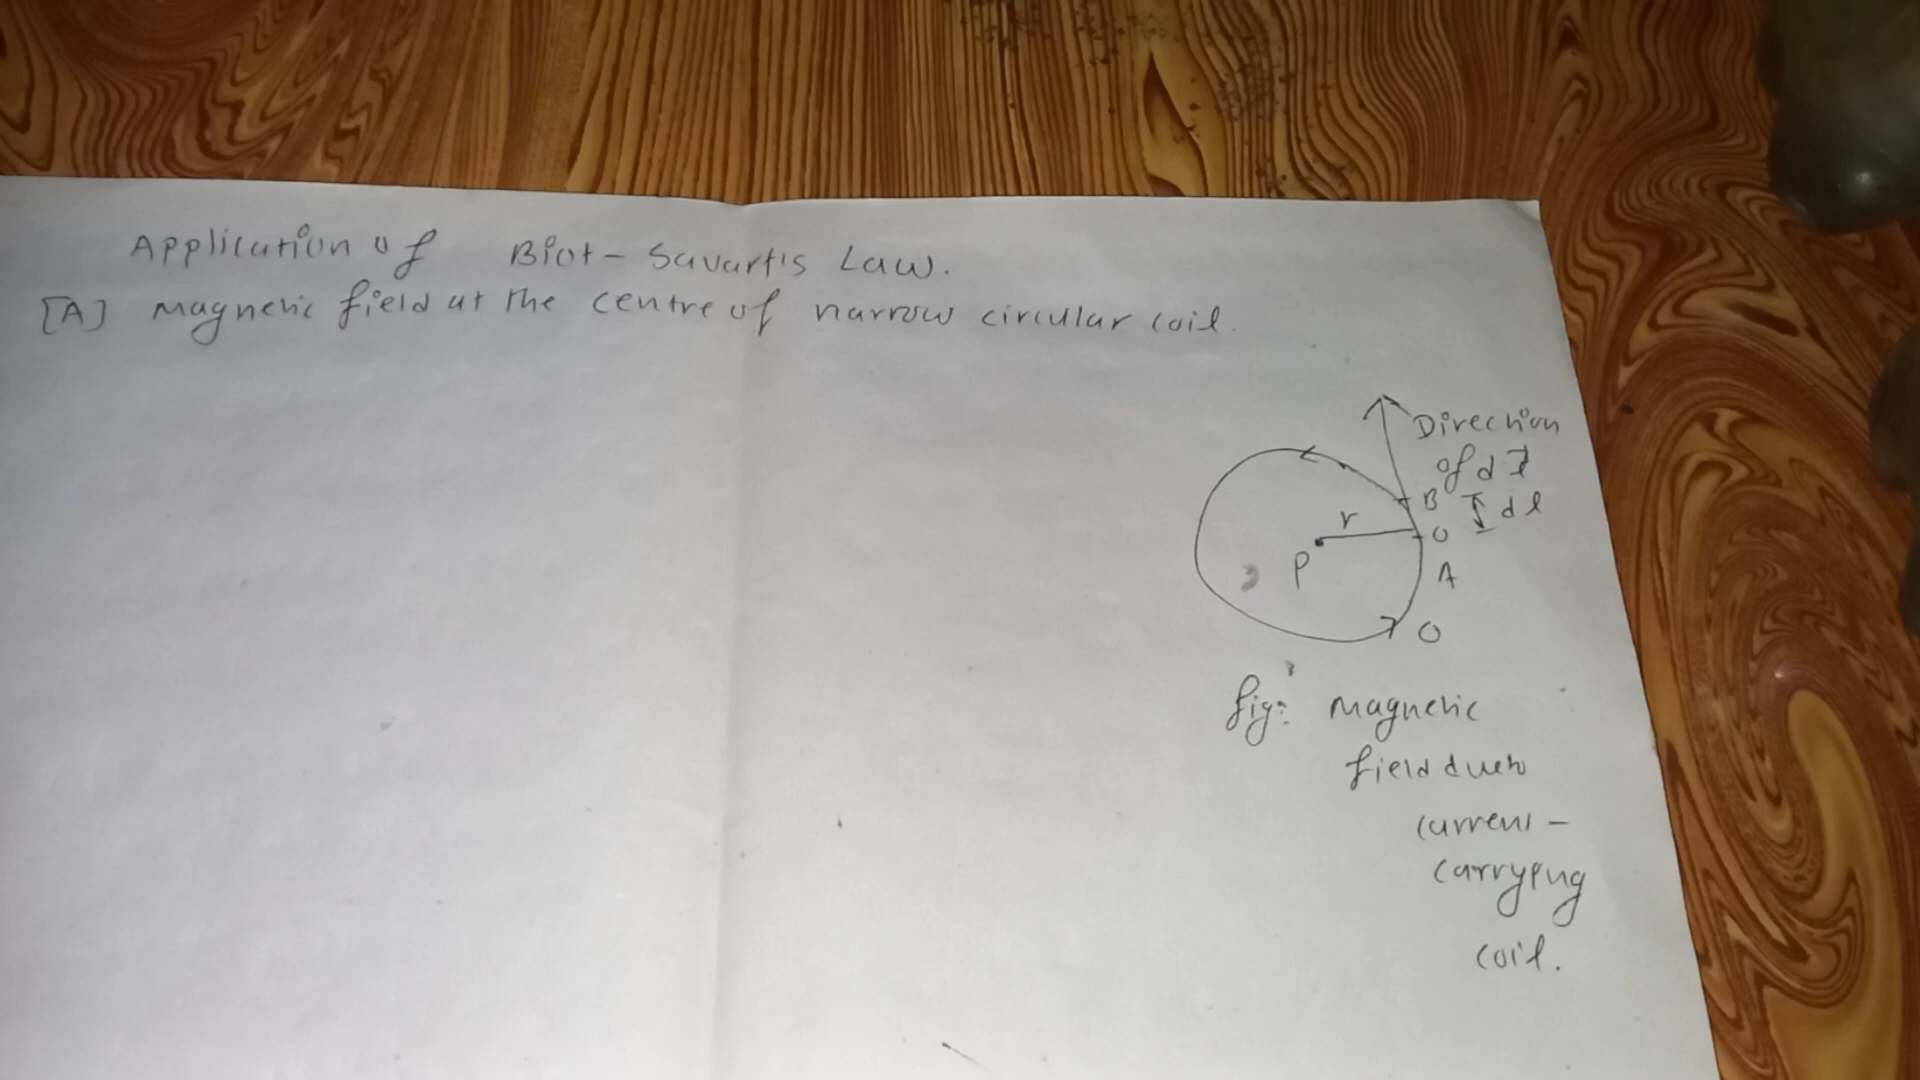 Application of Biot-Savart's Law.
[A] Magnetic field at the centre of narrow circular coil.
Direction
of dl
B dl
r
O
P
A
O
fig: Magnetic
field due to
current-
carrying
coil.